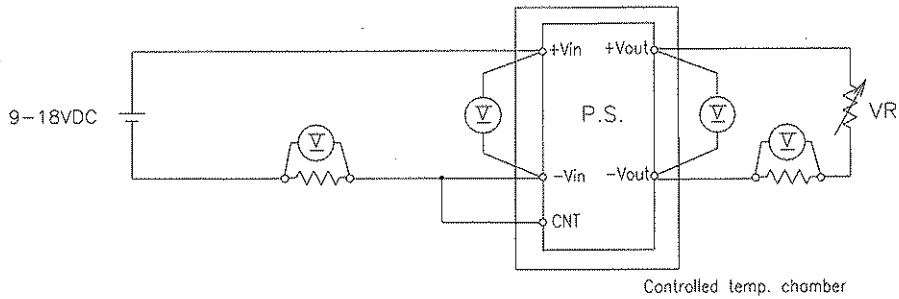 +Vin
+Vout
9-18VDC
V
V
P.S.
V
V
VR
-Vin
-Vout
CNT
Controlled temp. chamber